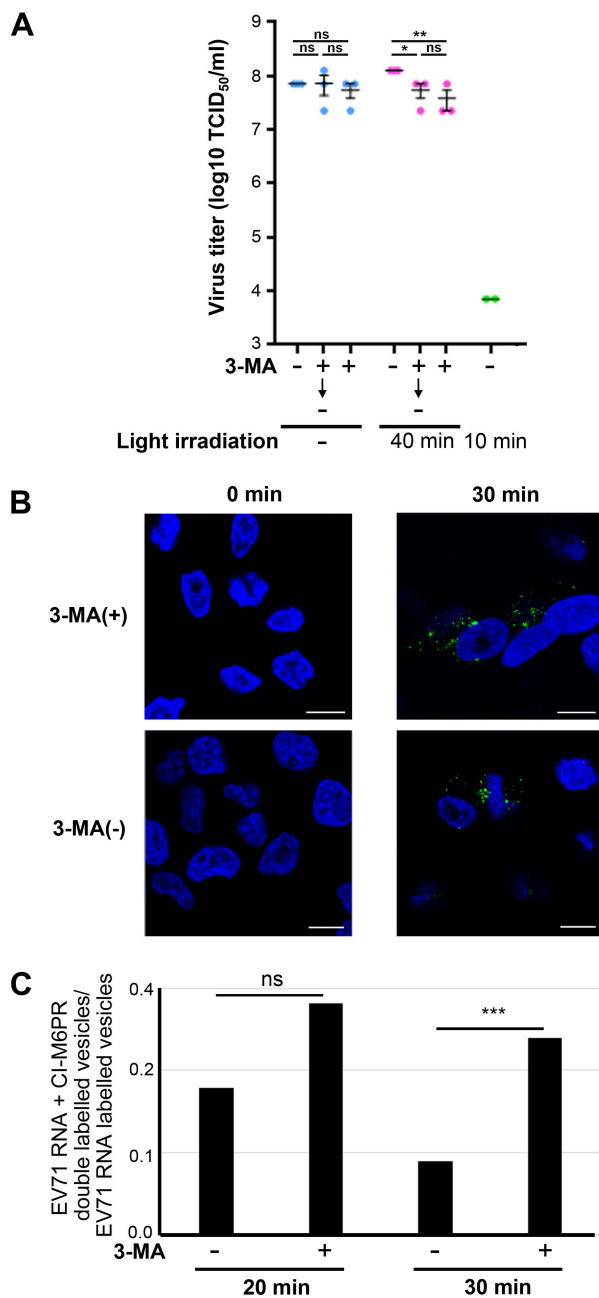 A
Virus titer (log10 TCID50/ml)
9
8
7
6
5
4
3
ns
ns ns
**
* ns
3-MA - + + - + + -
- -
Light irradiation - 40 min 10 min
B
0 min 30 min
3-MA(+)
3-MA(-)
C
EV71 RNA + CI-M6PR
double labelled vesicles/
EV71 RNA labelled vesicles
0.4
0.2
0.1
0.0
ns
***
3-MA - + - +
20 min 30 min